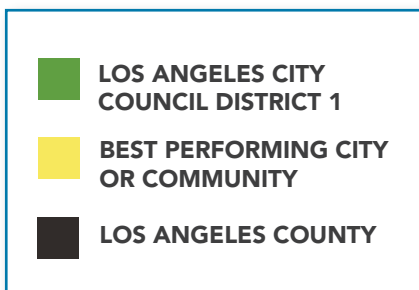 LOS ANGELES CITY
COUNCIL DISTRICT 1
BEST PERFORMING CITY
OR COMMUNITY
LOS ANGELES COUNTY